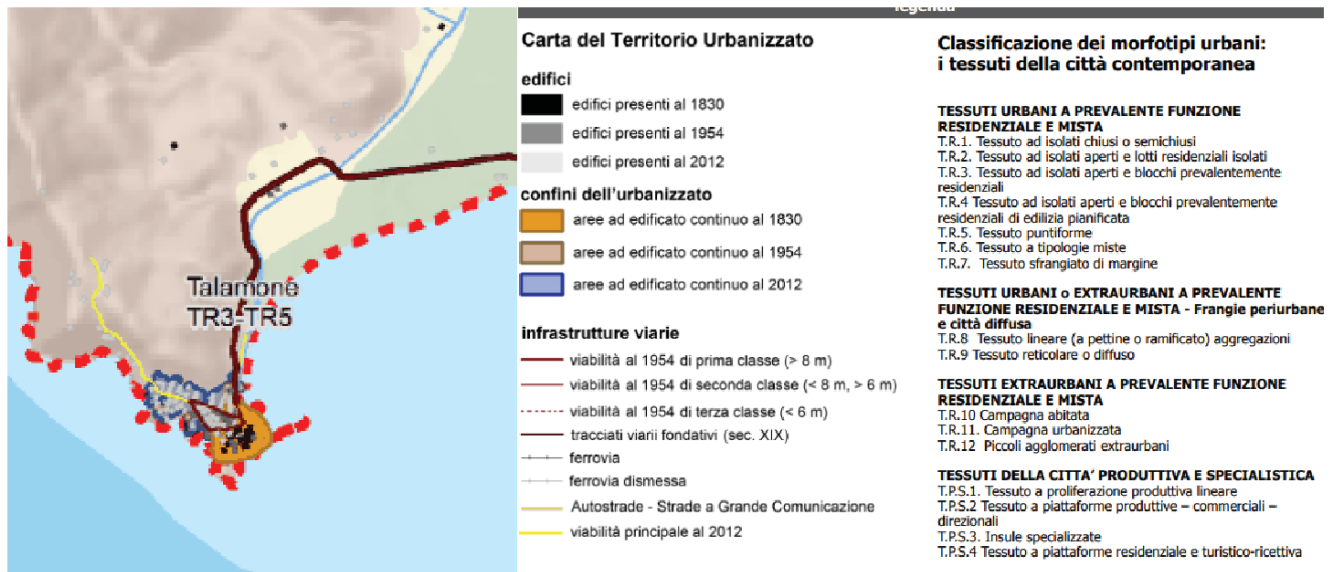 Talamone
TR3-TR5
legenda
Carta del Territorio Urbanizzato
edifici
edifici presenti al 1830
edifici presenti al 1954
edifici presenti al 2012
confini dell'urbanizzato
aree ad edificato continuo al 1830
aree ad edificato continuo al 1954
aree ad edificato continuo al 2012
infrastrutture viarie
viabilità al 1954 di prima classe (> 8 m)
viabilità al 1954 di seconda classe (< 8 m, > 6 m)
viabilità al 1954 di terza classe (< 6 m)
tracciati viarii fondativi (sec. XIX)
ferrovia
ferrovia dismessa
Autostrade - Strade a Grande Comunicazione
viabilità principale al 2012
Classificazione dei morfotipi urbani:
i tessuti della città contemporanea
TESSUTI URBANI A PREVALENTE FUNZIONE
RESIDENZIALE E MISTA
T.R.1. Tessuto ad isolati chiusi o semichiusi
T.R.2. Tessuto ad isolati aperti e lotti residenziali isolati
T.R.3. Tessuto ad isolati aperti e blocchi prevalentemente
residenziali
T.R.4 Tessuto ad isolati aperti e blocchi prevalentemente
residenziali di edilizia pianificata
T.R.5. Tessuto puntiforme
T.R.6. Tessuto a tipologie miste
T.R.7. Tessuto sfrangiato di margine
TESSUTI URBANI o EXTRAURBANI A PREVALENTE
FUNZIONE RESIDENZIALE E MISTA - Frangie periurbane
e città diffusa
T.R.8 Tessuto lineare (a pettine o ramificato) aggregazioni
T.R.9 Tessuto reticolare o diffuso
TESSUTI EXTRAURBANI A PREVALENTE FUNZIONE
RESIDENZIALE E MISTA
T.R.10 Campagna abitata
T.R.11. Campagna urbanizzata
T.R.12 Piccoli agglomerati extraurbani
TESSUTI DELLA CITTA' PRODUTTIVA E SPECIALISTICA
T.P.S.1. Tessuto a proliferazione produttiva lineare
T.P.S.2 Tessuto a piattaforme produttive – commerciali –
direzionali
T.P.S.3. Insule specializzate
T.P.S.4 Tessuto a piattaforme residenziale e turistico-ricettiva